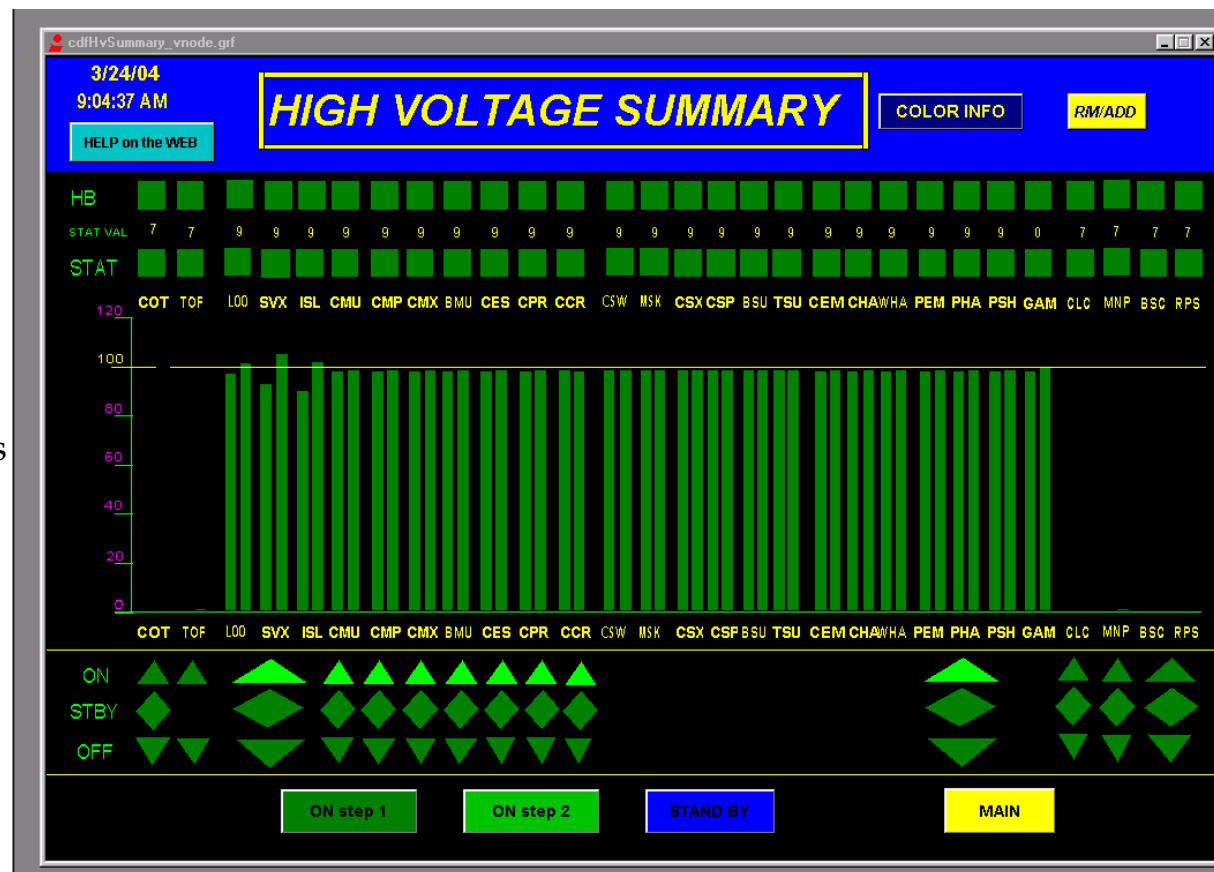 cdfHvSummary_vnode.grf
3/24/04
9:04:37 AM
HIGH VOLTAGE SUMMARY
COLOR INFO
RM/ADD
HELP on the WEB
HB
STAT VAL 7 7 9 9 9 9 9 9 9 9 9 9 9 9 9 9 9 9 9 9 9 9 9 9 0 7 7 7 7
STAT
COT TOF L00 SVX ISL CMU CMP CMX BMU CES CPR CCR CSW MSK CSX CSP BSU TSU CEM CHA WHA PEM PHA PSH GAM CLC MNP BSC RPS
120
100
80
60
40
20
0
COT TOF L00 SVX ISL CMU CMP CMX BMU CES CPR CCR CSW MSK CSX CSP BSU TSU CEM CHA WHA PEM PHA PSH GAM CLC MNP BSC RPS
ON
STBY
OFF
ON step 1
ON step 2
STAND BY
MAIN
s